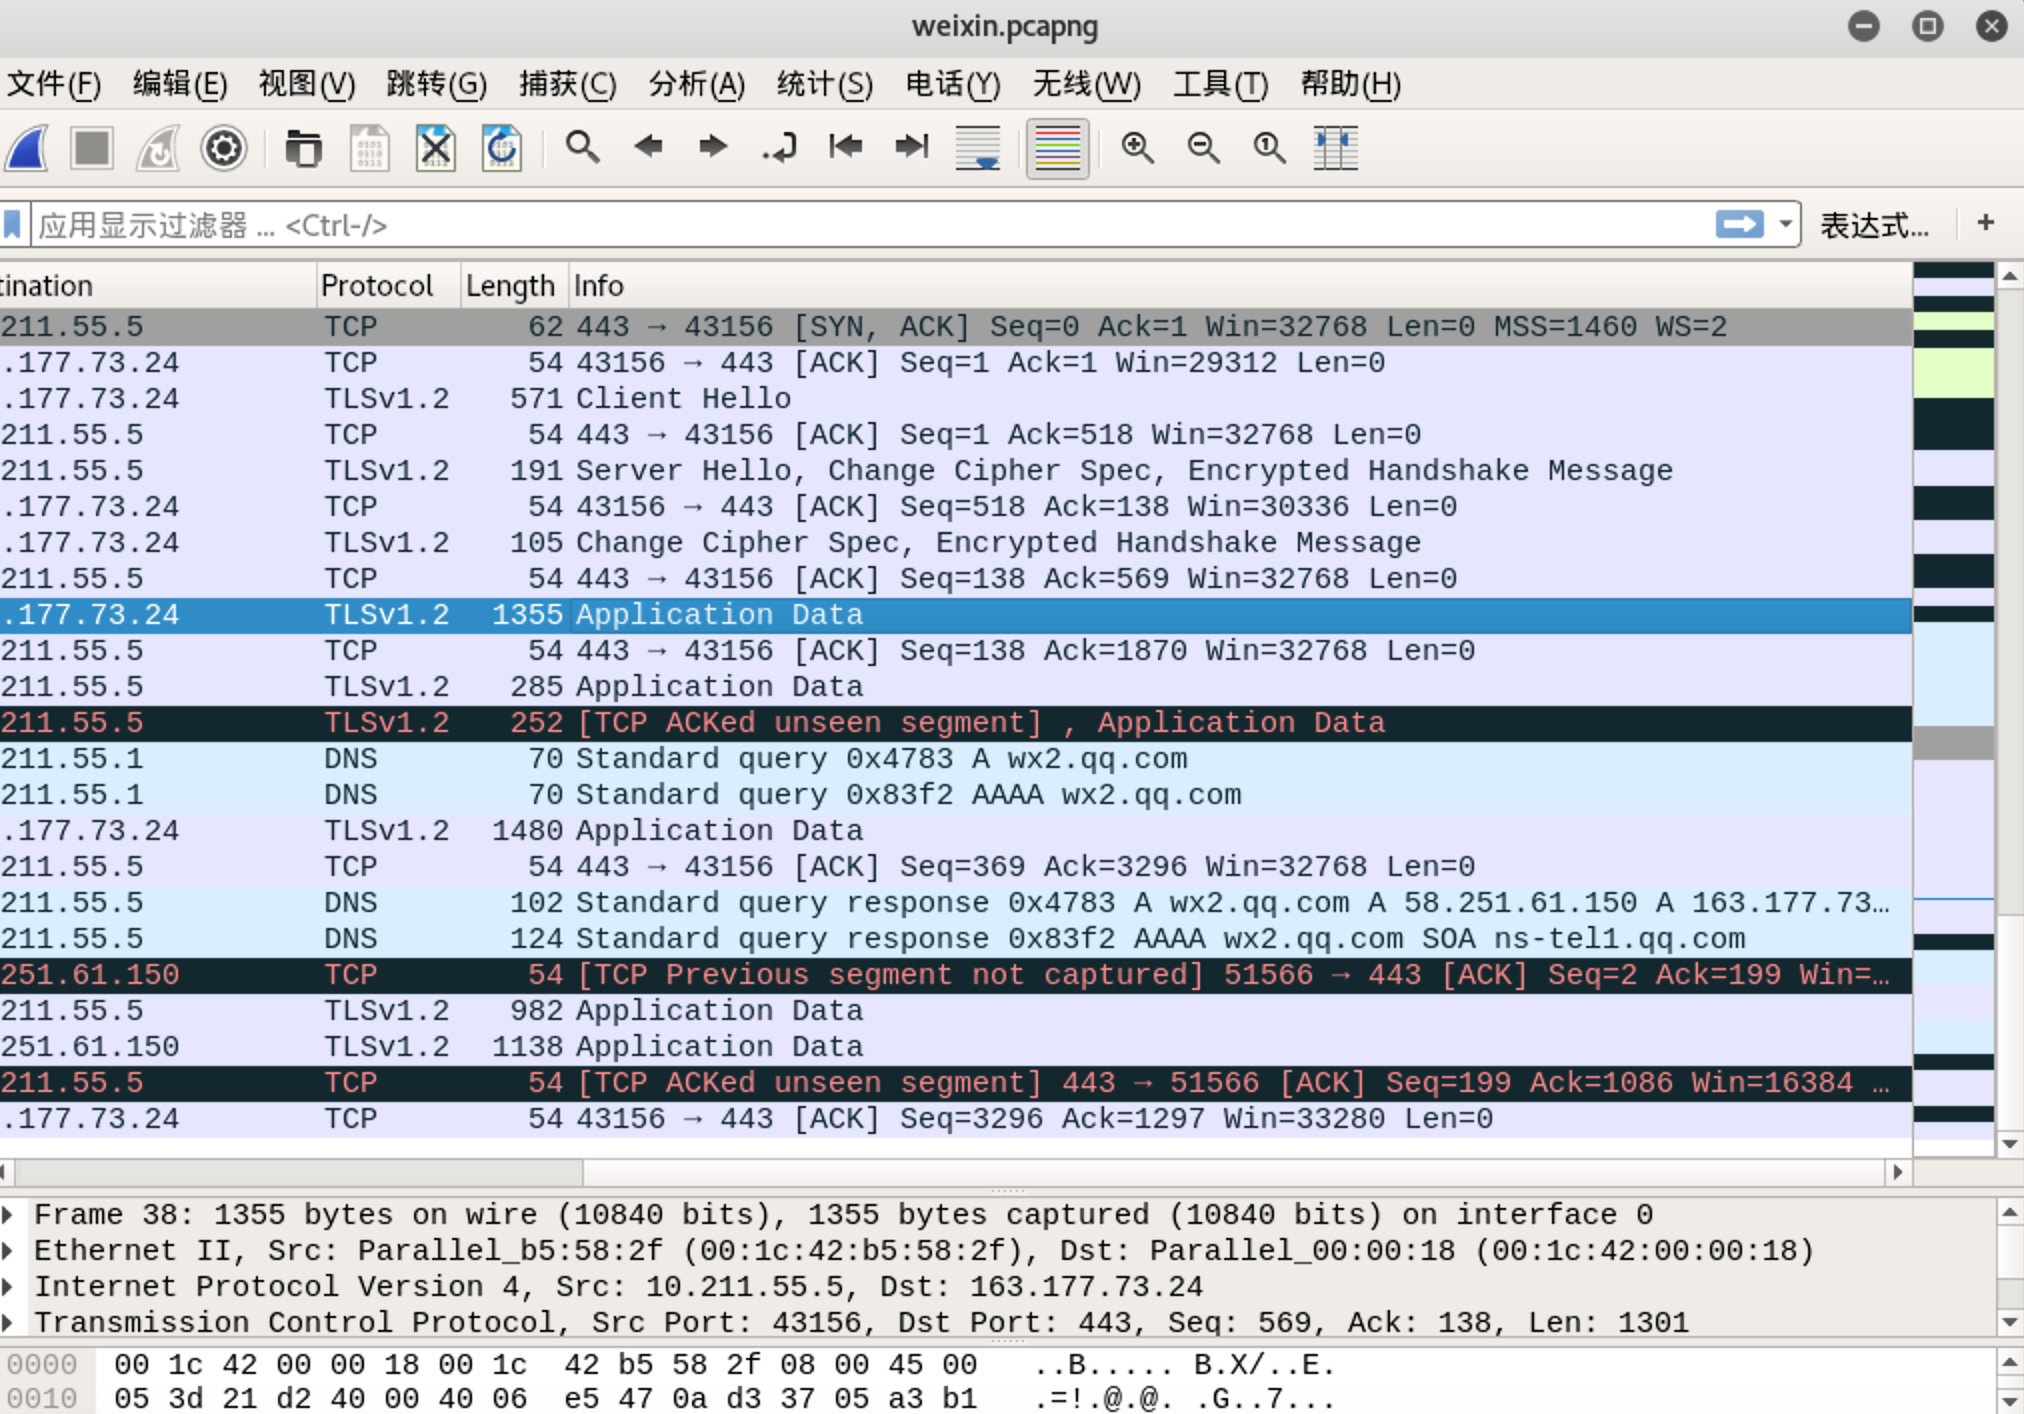 weixin.pcapng
文件(F) 编辑(E) 视图(V) 跳转(G) 捕获(C) 分析(A) 统计(S) 电话(Y) 无线(W) 工具(T) 帮助(H)
应用显示过滤器 … <Ctrl-/> 表达式… +
tination Protocol Length Info
211.55.5 TCP 62 443 → 43156 [SYN, ACK] Seq=0 Ack=1 Win=32768 Len=0 MSS=1460 WS=2
.177.73.24 TCP 54 43156 → 443 [ACK] Seq=1 Ack=1 Win=29312 Len=0
.177.73.24 TLSv1.2 571 Client Hello
211.55.5 TCP 54 443 → 43156 [ACK] Seq=1 Ack=518 Win=32768 Len=0
211.55.5 TLSv1.2 191 Server Hello, Change Cipher Spec, Encrypted Handshake Message
.177.73.24 TCP 54 43156 → 443 [ACK] Seq=518 Ack=138 Win=30336 Len=0
.177.73.24 TLSv1.2 105 Change Cipher Spec, Encrypted Handshake Message
211.55.5 TCP 54 443 → 43156 [ACK] Seq=138 Ack=569 Win=32768 Len=0
.177.73.24 TLSv1.2 1355 Application Data
211.55.5 TCP 54 443 → 43156 [ACK] Seq=138 Ack=1870 Win=32768 Len=0
211.55.5 TLSv1.2 285 Application Data
211.55.5 TLSv1.2 252 [TCP ACKed unseen segment] , Application Data
211.55.1 DNS 70 Standard query 0x4783 A wx2.qq.com
211.55.1 DNS 70 Standard query 0x83f2 AAAA wx2.qq.com
.177.73.24 TLSv1.2 1480 Application Data
211.55.5 TCP 54 443 → 43156 [ACK] Seq=369 Ack=3296 Win=32768 Len=0
211.55.5 DNS 102 Standard query response 0x4783 A wx2.qq.com A 58.251.61.150 A 163.177.73…
211.55.5 DNS 124 Standard query response 0x83f2 AAAA wx2.qq.com SOA ns-tel1.qq.com
251.61.150 TCP 54 [TCP Previous segment not captured] 51566 → 443 [ACK] Seq=2 Ack=199 Win=…
211.55.5 TLSv1.2 982 Application Data
251.61.150 TLSv1.2 1138 Application Data
211.55.5 TCP 54 [TCP ACKed unseen segment] 443 → 51566 [ACK] Seq=199 Ack=1086 Win=16384 …
.177.73.24 TCP 54 43156 → 443 [ACK] Seq=3296 Ack=1297 Win=33280 Len=0
Frame 38: 1355 bytes on wire (10840 bits), 1355 bytes captured (10840 bits) on interface 0
Ethernet II, Src: Parallel_b5:58:2f (00:1c:42:b5:58:2f), Dst: Parallel_00:00:18 (00:1c:42:00:00:18)
Internet Protocol Version 4, Src: 10.211.55.5, Dst: 163.177.73.24
Transmission Control Protocol, Src Port: 43156, Dst Port: 443, Seq: 569, Ack: 138, Len: 1301
0000 00 1c 42 00 00 18 00 1c 42 b5 58 2f 08 00 45 00 ..B..... B.X/..E.
0010 05 3d 21 d2 40 00 40 06 e5 47 0a d3 37 05 a3 b1 .=!.@.@. .G..7...